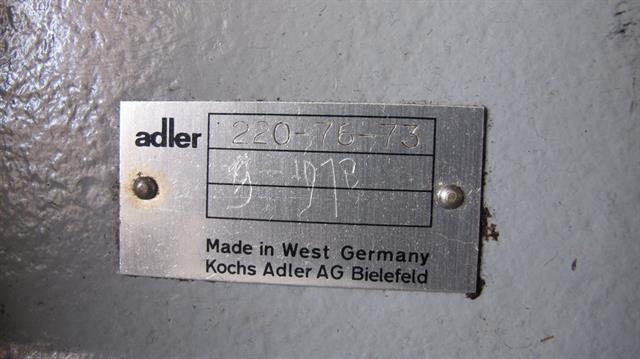 adler 220-76-73
Made in West Germany
Kochs Adler AG Bielefeld